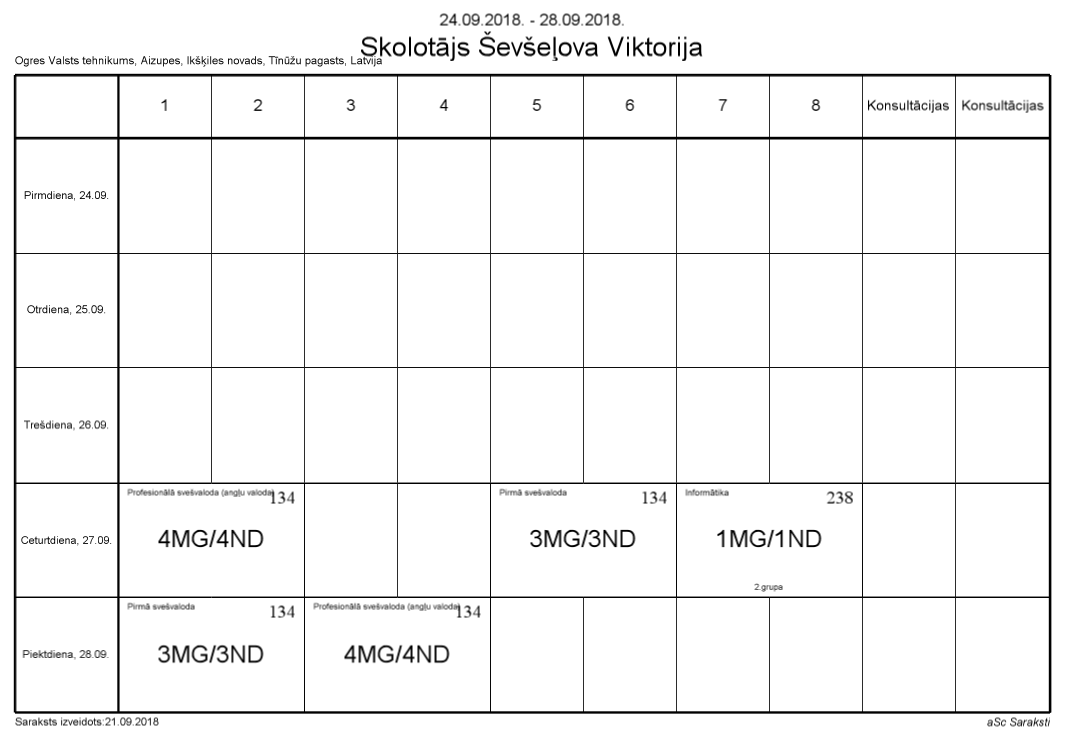 24.09.2018. - 28.09.2018.
Skolotājs Ševšeļova Viktorija
Ogres Valsts tehnikums, Aizupes, Ikšķiles novads, Tīnūžu pagasts, Latvija
1 2 3 4 5 6 7 8 Konsultācijas Konsultācijas
Pirmdiena, 24.09.
Otrdiena, 25.09.
Trešdiena, 26.09.
Profesionālā svešvaloda (angļu valoda) 134 Pirmā svešvaloda 134 Informātika 238
Ceturtdiena, 27.09. 4MG/4ND 3MG/3ND 1MG/1ND
2.grupa
Pirmā svešvaloda 134 Profesionālā svešvaloda (angļu valoda) 134
Piektdiena, 28.09. 3MG/3ND 4MG/4ND
Saraksts izveidots:21.09.2018 aSc Saraksti